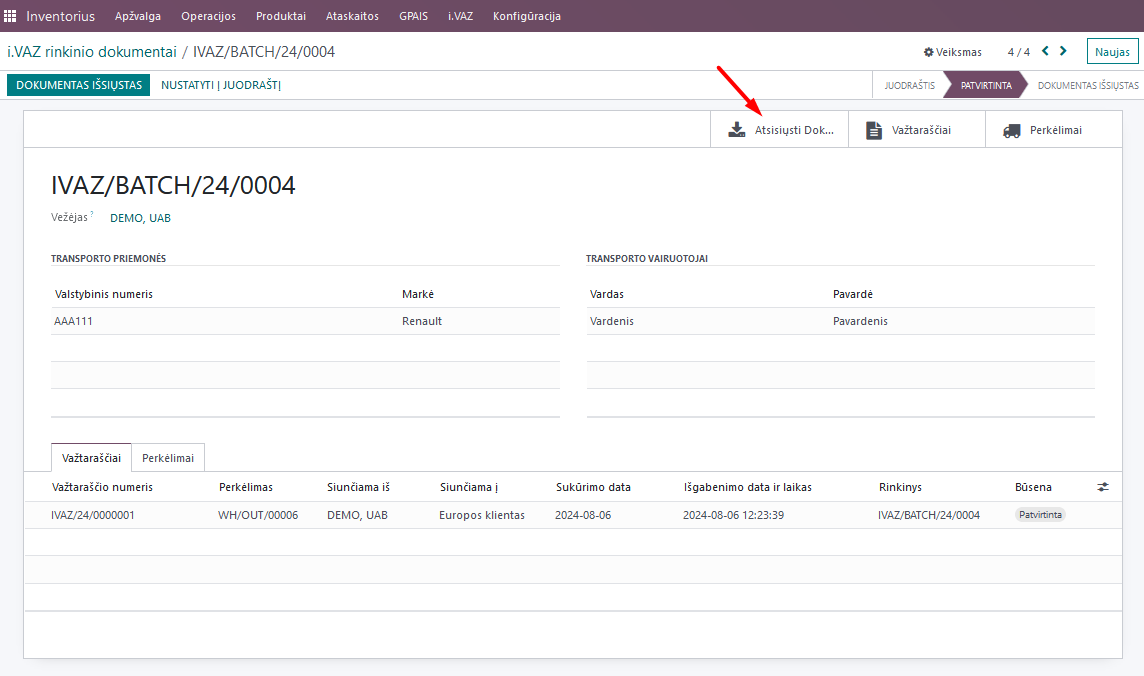 Inventorius Apžvalga Operacijos Produktai Ataskaitos GPAIS i.VAZ Konfigūracija
i.VAZ rinkinio dokumentai / IVAZ/BATCH/24/0004 Veiksmas 4 / 4 Naujas
DOKUMENTAS IŠSIŲSTAS NUSTATYTI Į JUODRAŠTĮ JUODRAŠTIS PATVIRTINTA DOKUMENTAS IŠSIŲSTAS
Atsisiųsti Dok... Važtaraščiai Perkėlimai
IVAZ/BATCH/24/0004
Vežėjas ? DEMO, UAB
TRANSPORTO PRIEMONĖS TRANSPORTO VAIRUOTOJAI
Valstybinis numeris Markė Vardas Pavardė
AAA111 Renault Vardenis Pavardenis
Važtaraščiai Perkėlimai
Važtaraščio numeris Perkėlimas Siunčiama iš Siunčiama į Sukūrimo data Išgabenimo data ir laikas Rinkinys Būsena
IVAZ/24/0000001 WH/OUT/00006 DEMO, UAB Europos klientas 2024-08-06 2024-08-06 12:23:39 IVAZ/BATCH/24/0004 Patvirtinta